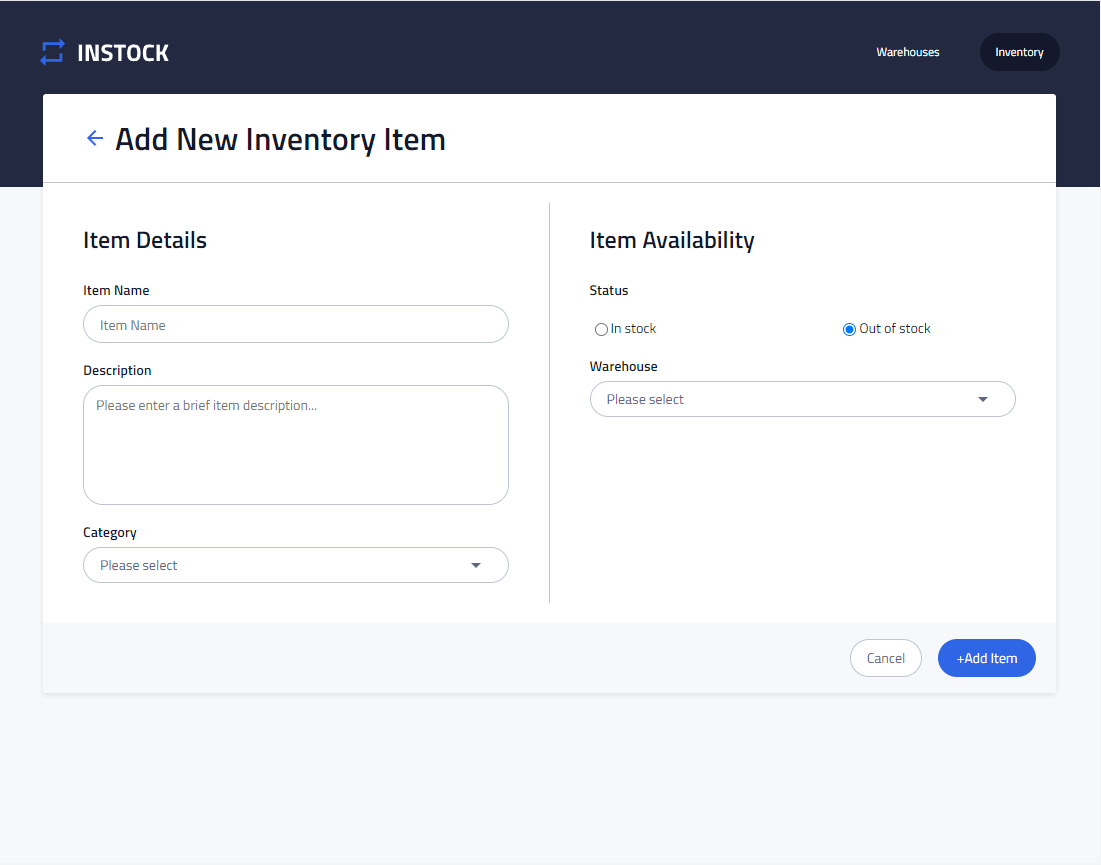 INSTOCK
Warehouses
Inventory
Add New Inventory Item
Item Details
Item Name
Item Name
Description
Please enter a brief item description...
Category
Please select
Item Availability
Status
In stock
Out of stock
Warehouse
Please select
Cancel
+Add Item